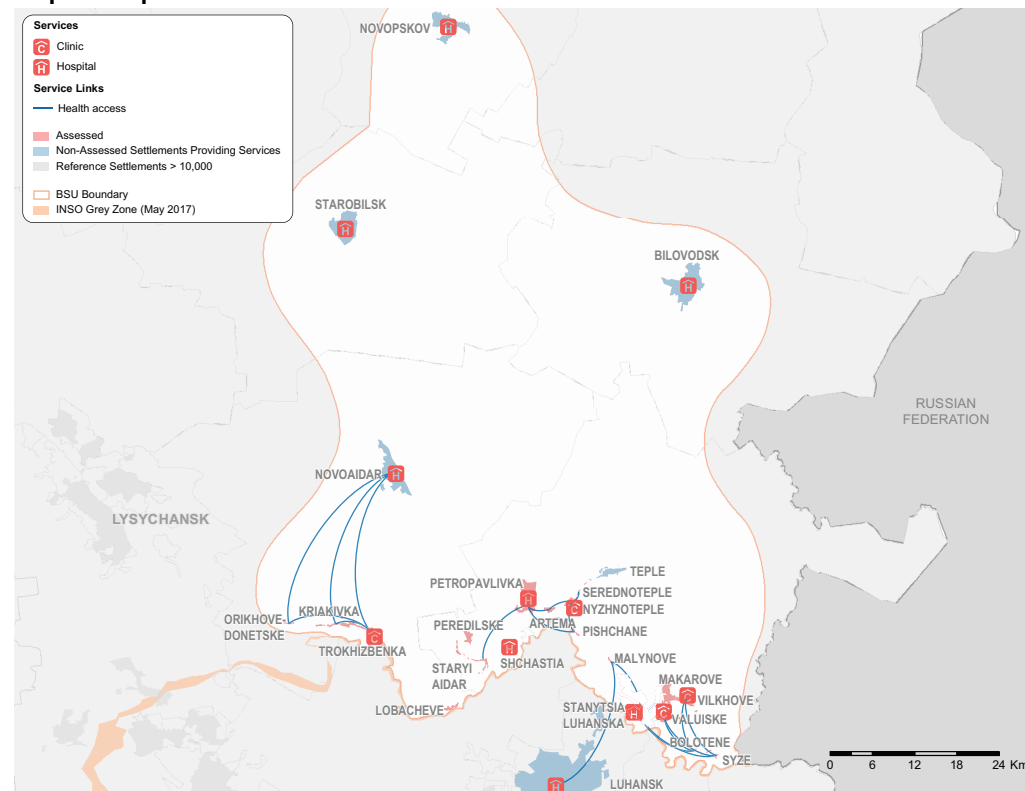 Services
C Clinic
H Hospital
Service Links
Health access
Assessed
Non-Assessed Settlements Providing Services
Reference Settlements > 10,000
BSU Boundary
INSO Grey Zone (May 2017)
NOVOPSKOV
H
STAROBILSK
H
BILOVODSK
H
RUSSIAN
FEDERATION
NOVOAIDAR
H
LYSYCHANSK
TEPLE
PETROPAVLIVKA
H
SEREDNOTEPLE
C
NYZHNOTEPLE
ORIKHOVE-
DONETSKE
KRIAKIVKA
PEREDILSKE
ARTEMA
PISHCHANE
C
TROKHIZBENKA
H
SHCHASTIA
STARYI
AIDAR
MALYNOVE
MAKAROVE
C
VILKHOVE
LOBACHEVE
STANYTSIA
LUHANSKA
H
C
VALUISKE
BOLOTENE
SYZE
H
LUHANSK
0 6 12 18 24 Km